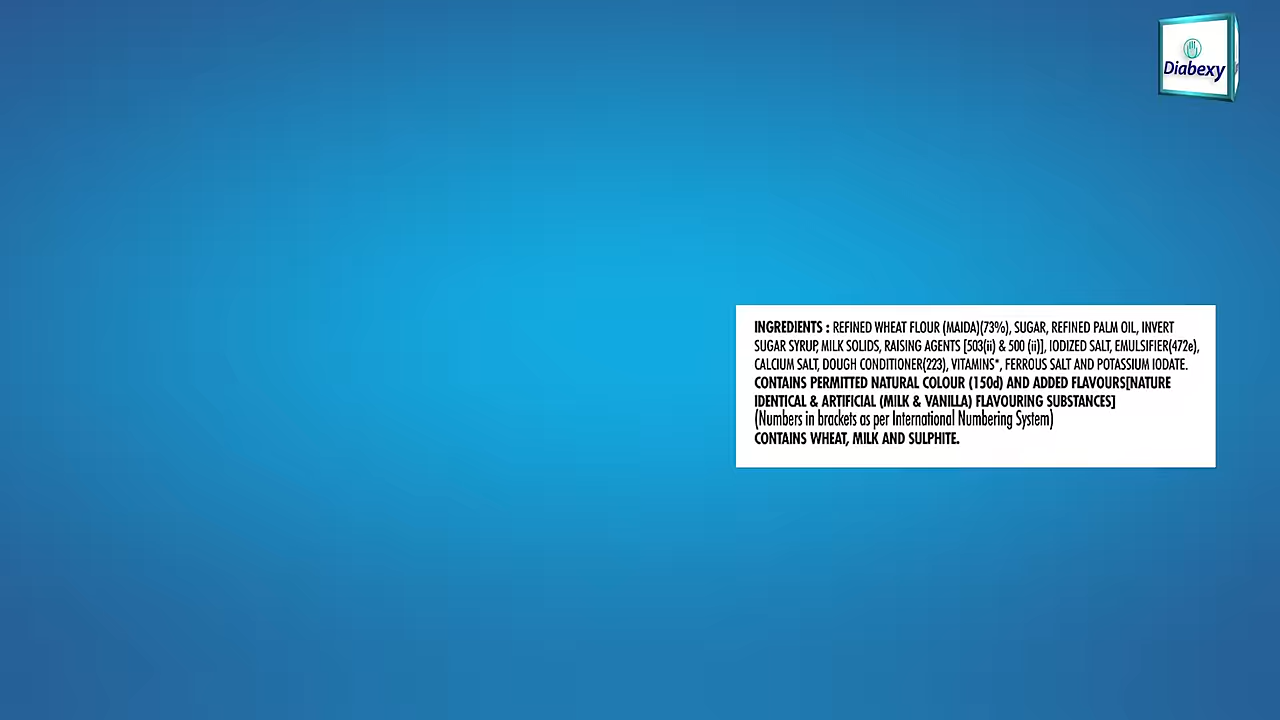 Diabexy
INGREDIENTS : REFINED WHEAT FLOUR (MAIDA)(73%), SUGAR, REFINED PALM OIL, INVERT
SUGAR SYRUP, MILK SOLIDS, RAISING AGENTS [503(ii) & 500 (ii)], IODIZED SALT, EMULSIFIER(472e),
CALCIUM SALT, DOUGH CONDITIONER(223), VITAMINS*, FERROUS SALT AND POTASSIUM IODATE.
CONTAINS PERMITTED NATURAL COLOUR (150d) AND ADDED FLAVOURS[NATURE
IDENTICAL & ARTIFICIAL (MILK & VANILLA) FLAVOURING SUBSTANCES]
(Numbers in brackets as per International Numbering System)
CONTAINS WHEAT, MILK AND SULPHITE.